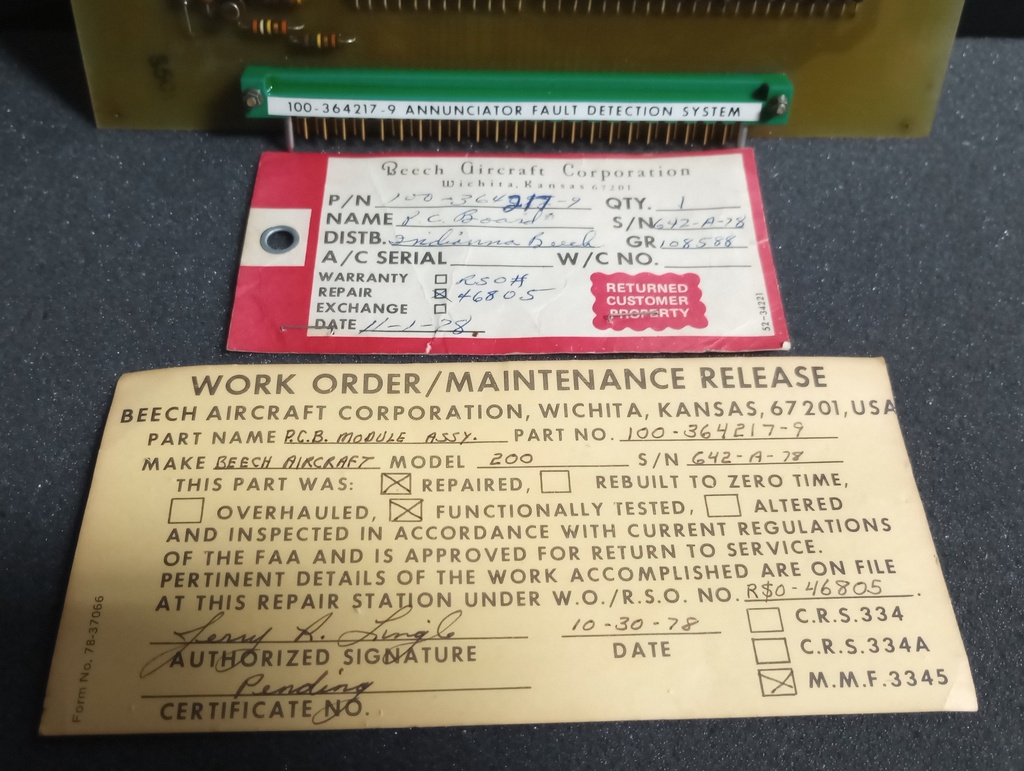 100-364217-9 ANNUNCIATOR FAULT DETECTION SYSTEM
Beech Aircraft Corporation
Wichita, Kansas 67201
P/N 100-364217-9 QTY. 1
NAME P.C. Board S/N 642-A-78
DISTB. Indianna Beech GR 108588
A/C SERIAL W/C NO.
WARRANTY RSO#
REPAIR 46805
EXCHANGE
DATE 11-1-78
RETURNED
CUSTOMER
PROPERTY
52-34221
WORK ORDER/MAINTENANCE RELEASE
BEECH AIRCRAFT CORPORATION, WICHITA, KANSAS, 67201, USA
PART NAME P.C.B. MODULE ASSY. PART NO. 100-364217-9
MAKE BEECH AIRCRAFT MODEL 200 S/N 642-A-78
THIS PART WAS: REPAIRED, REBUILT TO ZERO TIME,
OVERHAULED, FUNCTIONALLY TESTED, ALTERED
AND INSPECTED IN ACCORDANCE WITH CURRENT REGULATIONS
OF THE FAA AND IS APPROVED FOR RETURN TO SERVICE.
PERTINENT DETAILS OF THE WORK ACCOMPLISHED ARE ON FILE
AT THIS REPAIR STATION UNDER W.O./R.S.O. NO. R$O-46805.
Jerry R. Lingle 10-30-78
AUTHORIZED SIGNATURE DATE
Pending
CERTIFICATE NO.
C.R.S.334
C.R.S.334A
M.M.F.3345
Form No. 78-37066